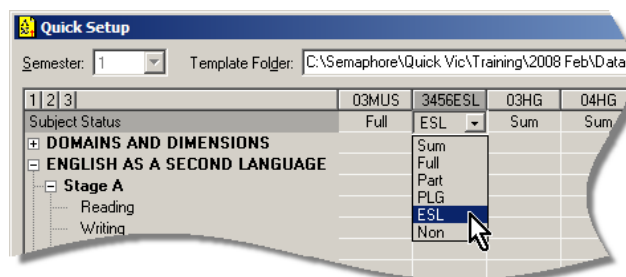 Quick Setup
Semester: 1 Template Folder: C:\Semaphore\Quick Vic\Training\2008 Feb\Data
1 2 3 03MUS 3456ESL 03HG 04HG
Subject Status Full ESL Sum Sum
DOMAINS AND DIMENSIONS Sum
ENGLISH AS A SECOND LANGUAGE Full
Stage A Part
PLG
Reading ESL
Writing Non